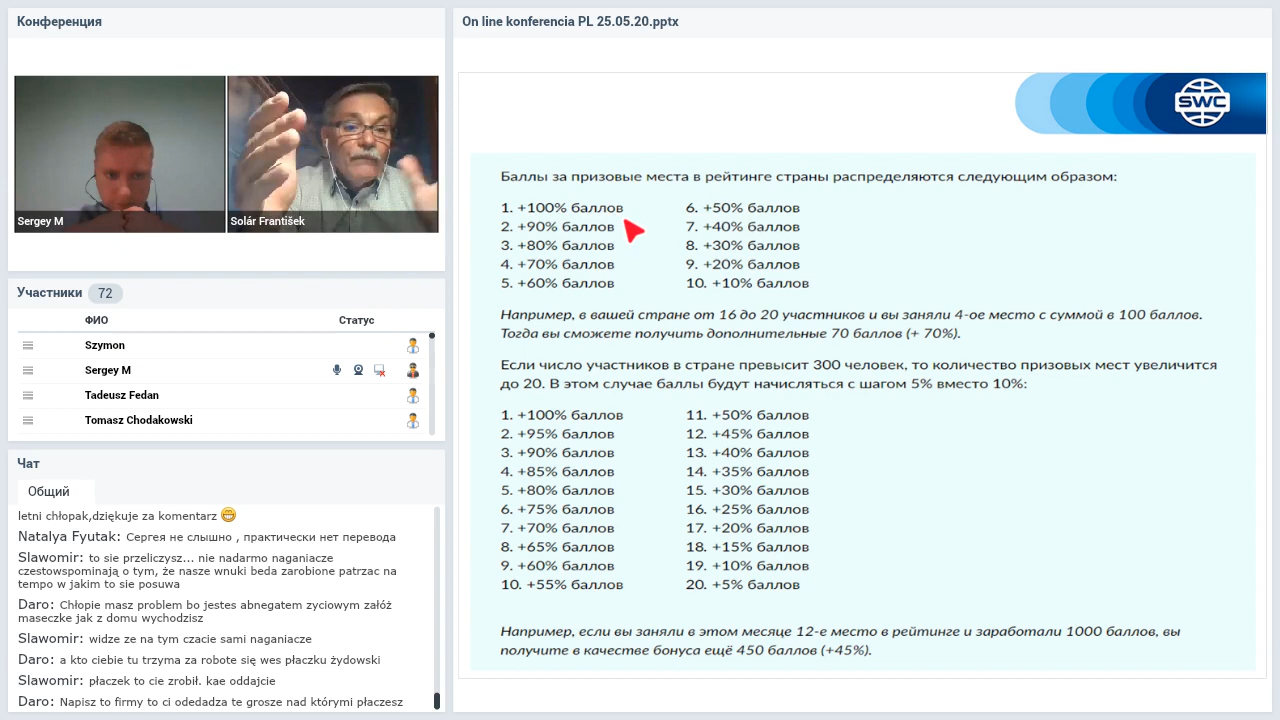 Конференция
Sergey M
Solár František
Участники 72
ФИО Статус
Szymon
Sergey M
Tadeusz Fedan
Tomasz Chodakowski
Чат
Общий
letni chłopak,dziękuje za komentarz
Natalya Fyutak: Сергея не слышно , практически нет перевода
Slawomir: to sie przeliczysz... nie nadarmo naganiacze
czestowspominają o tym, że nasze wnuki beda zarobione patrzac na
tempo w jakim to sie posuwa
Daro: Chłopie masz problem bo jestes abnegatem zyciowym załóż
maseczke jak z domu wychodzisz
Slawomir: widze ze na tym czacie sami naganiacze
Daro: a kto ciebie tu trzyma za robote się wes płaczku żydowski
Slawomir: płaczek to cie zrobił. kae oddajcie
Daro: Napisz to firmy to ci odedadza te grosze nad którymi płaczesz
On line konferencia PL 25.05.20.pptx
SWC
Баллы за призовые места в рейтинге страны распределяются следующим образом:
1. +100% баллов
2. +90% баллов
3. +80% баллов
4. +70% баллов
5. +60% баллов
6. +50% баллов
7. +40% баллов
8. +30% баллов
9. +20% баллов
10. +10% баллов
Например, в вашей стране от 16 до 20 участников и вы заняли 4-ое место с суммой в 100 баллов.
Тогда вы сможете получить дополнительные 70 баллов (+ 70%).
Если число участников в стране превысит 300 человек, то количество призовых мест увеличится
до 20. В этом случае баллы будут начисляться с шагом 5% вместо 10%:
1. +100% баллов
2. +95% баллов
3. +90% баллов
4. +85% баллов
5. +80% баллов
6. +75% баллов
7. +70% баллов
8. +65% баллов
9. +60% баллов
10. +55% баллов
11. +50% баллов
12. +45% баллов
13. +40% баллов
14. +35% баллов
15. +30% баллов
16. +25% баллов
17. +20% баллов
18. +15% баллов
19. +10% баллов
20. +5% баллов
Например, если вы заняли в этом месяце 12-е место в рейтинге и заработали 1000 баллов, вы
получите в качестве бонуса ещё 450 баллов (+45%).